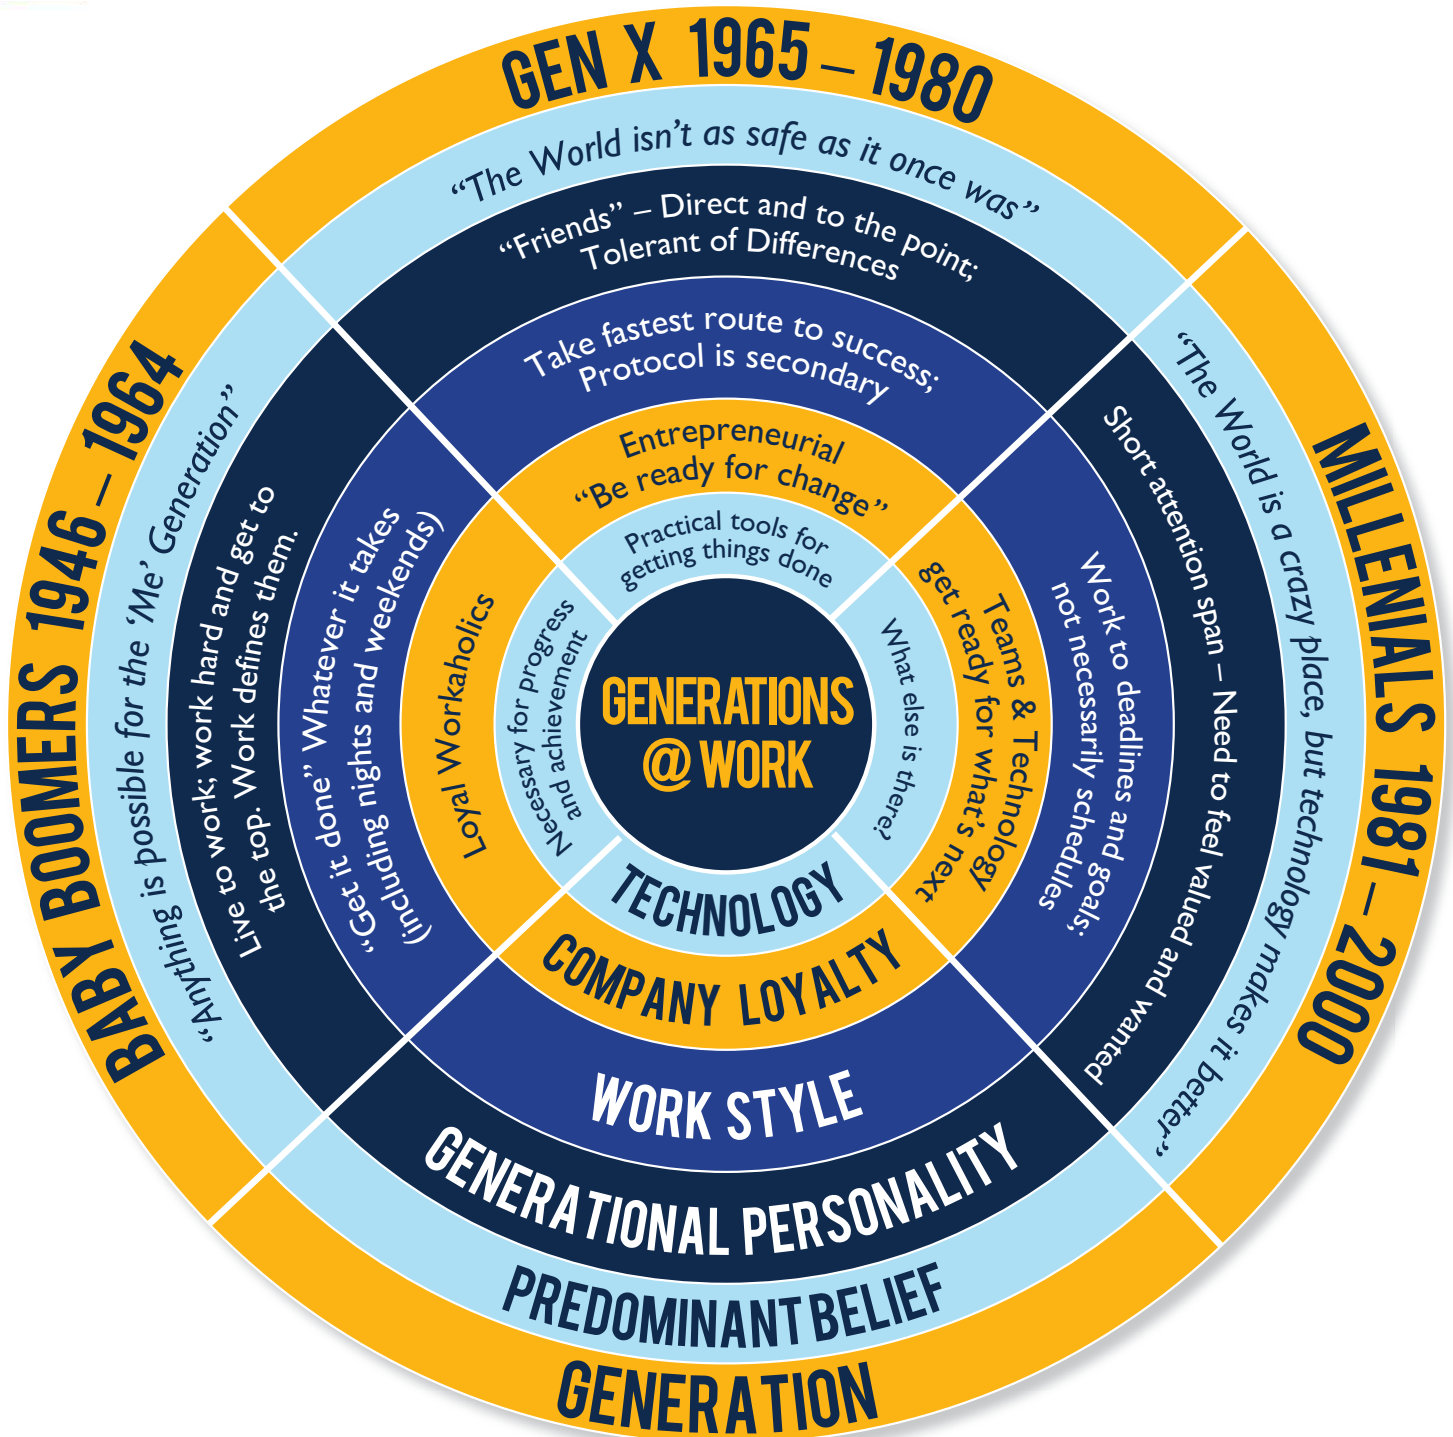 GEN X 1965 – 1980
“The World isn’t as safe as it once was”
“Friends” – Direct and to the point;
Tolerant of Differences
Take fastest route to success;
Protocol is secondary
Entrepreneurial
“Be ready for change”
Practical tools for
getting things done
BABY BOOMERS 1946 – 1964
“Anything is possible for the ‘Me’ Generation”
Live to work; work hard and get to
the top. Work defines them.
“Get it done” Whatever it takes
(including nights and weekends)
Loyal Workaholics
Necessary for progress
and achievement
GENERATIONS
@ WORK
MILLENIALS 1981 – 2000
“The World is a crazy place, but technology makes it better”
Short attention span – Need to feel valued and wanted
Work to deadlines and goals;
not necessarily schedules
Teams & Technology
get ready for what’s next
What else is there?
TECHNOLOGY
COMPANY LOYALTY
WORK STYLE
GENERATIONAL PERSONALITY
PREDOMINANT BELIEF
GENERATION